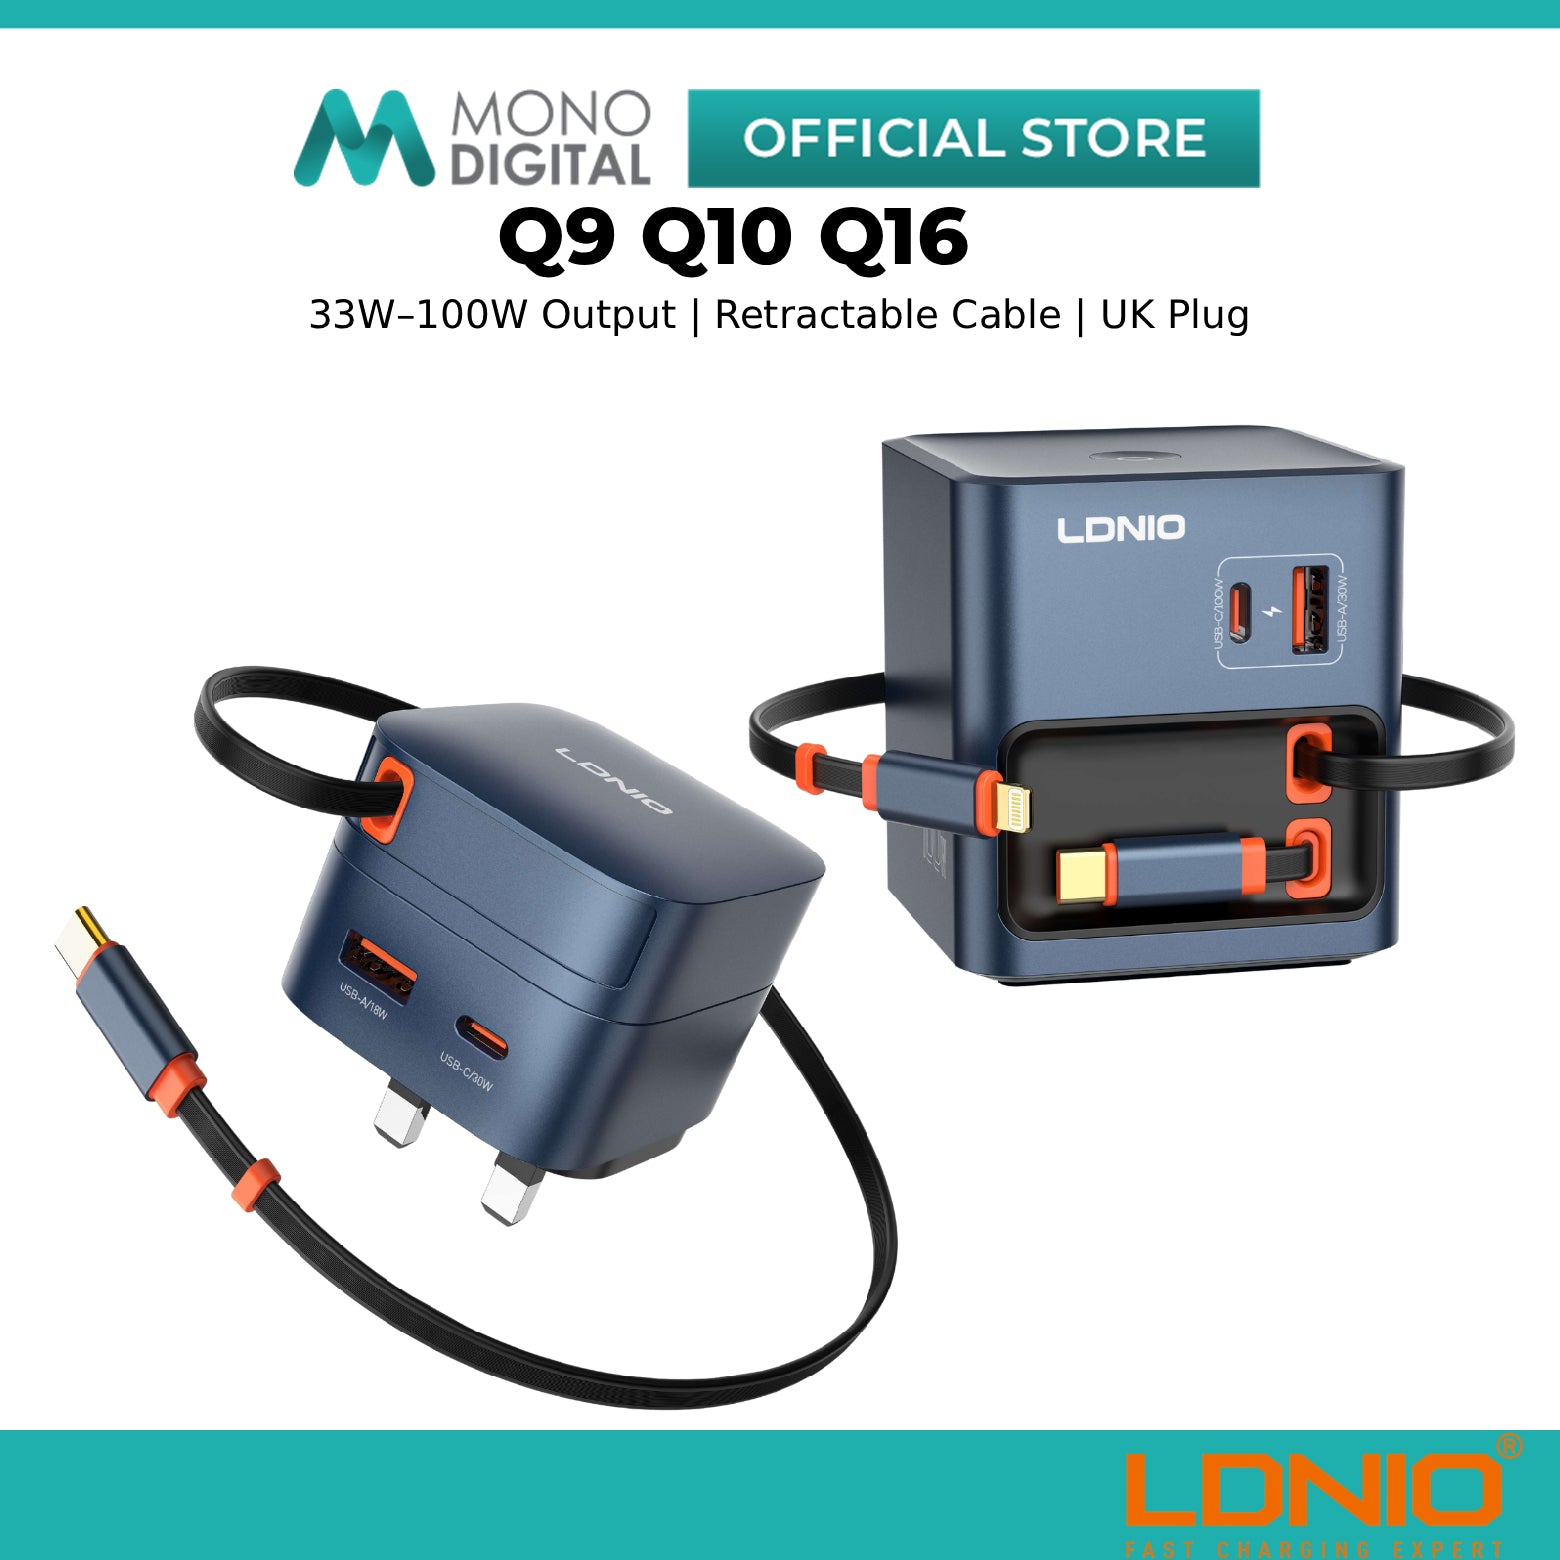 MONO
DIGITAL
OFFICIAL STORE
Q9 Q10 Q16
33W–100W Output | Retractable Cable | UK Plug
LDNIO
USB-C/100W
USB-A/30W
LDNIO
USB-A/18W
USB-C/30W
LDNIO®
FAST CHARGING EXPERT